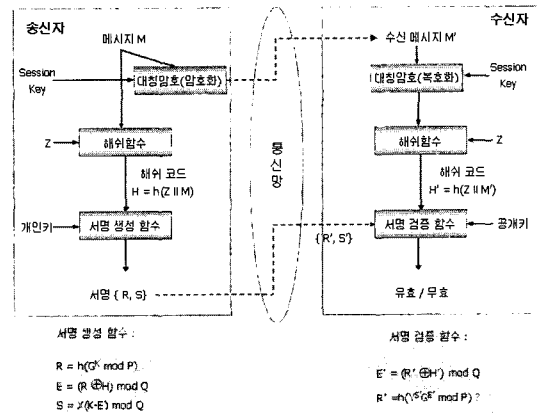 송신자
메시지 M
Session Key
대칭암호(암호화)
Z
해쉬함수
해쉬 코드
H = h(Z II M)
개인키
서명 생성 함수
서명 { R, S}
통신망
{R', S'}
수신자
수신 메시지 M'
대칭암호(복호화)
Session Key
해쉬함수
Z
해쉬 코드
H' = h(Z II M')
서명 검증 함수
공개키
유효 / 무효
서명 생성 함수 :
R = h(G^K mod P)
E = (R ⊕H) mod Q
S = X(K-E) mod Q
서명 검증 함수 :
E' = (R' ⊕H') mod Q